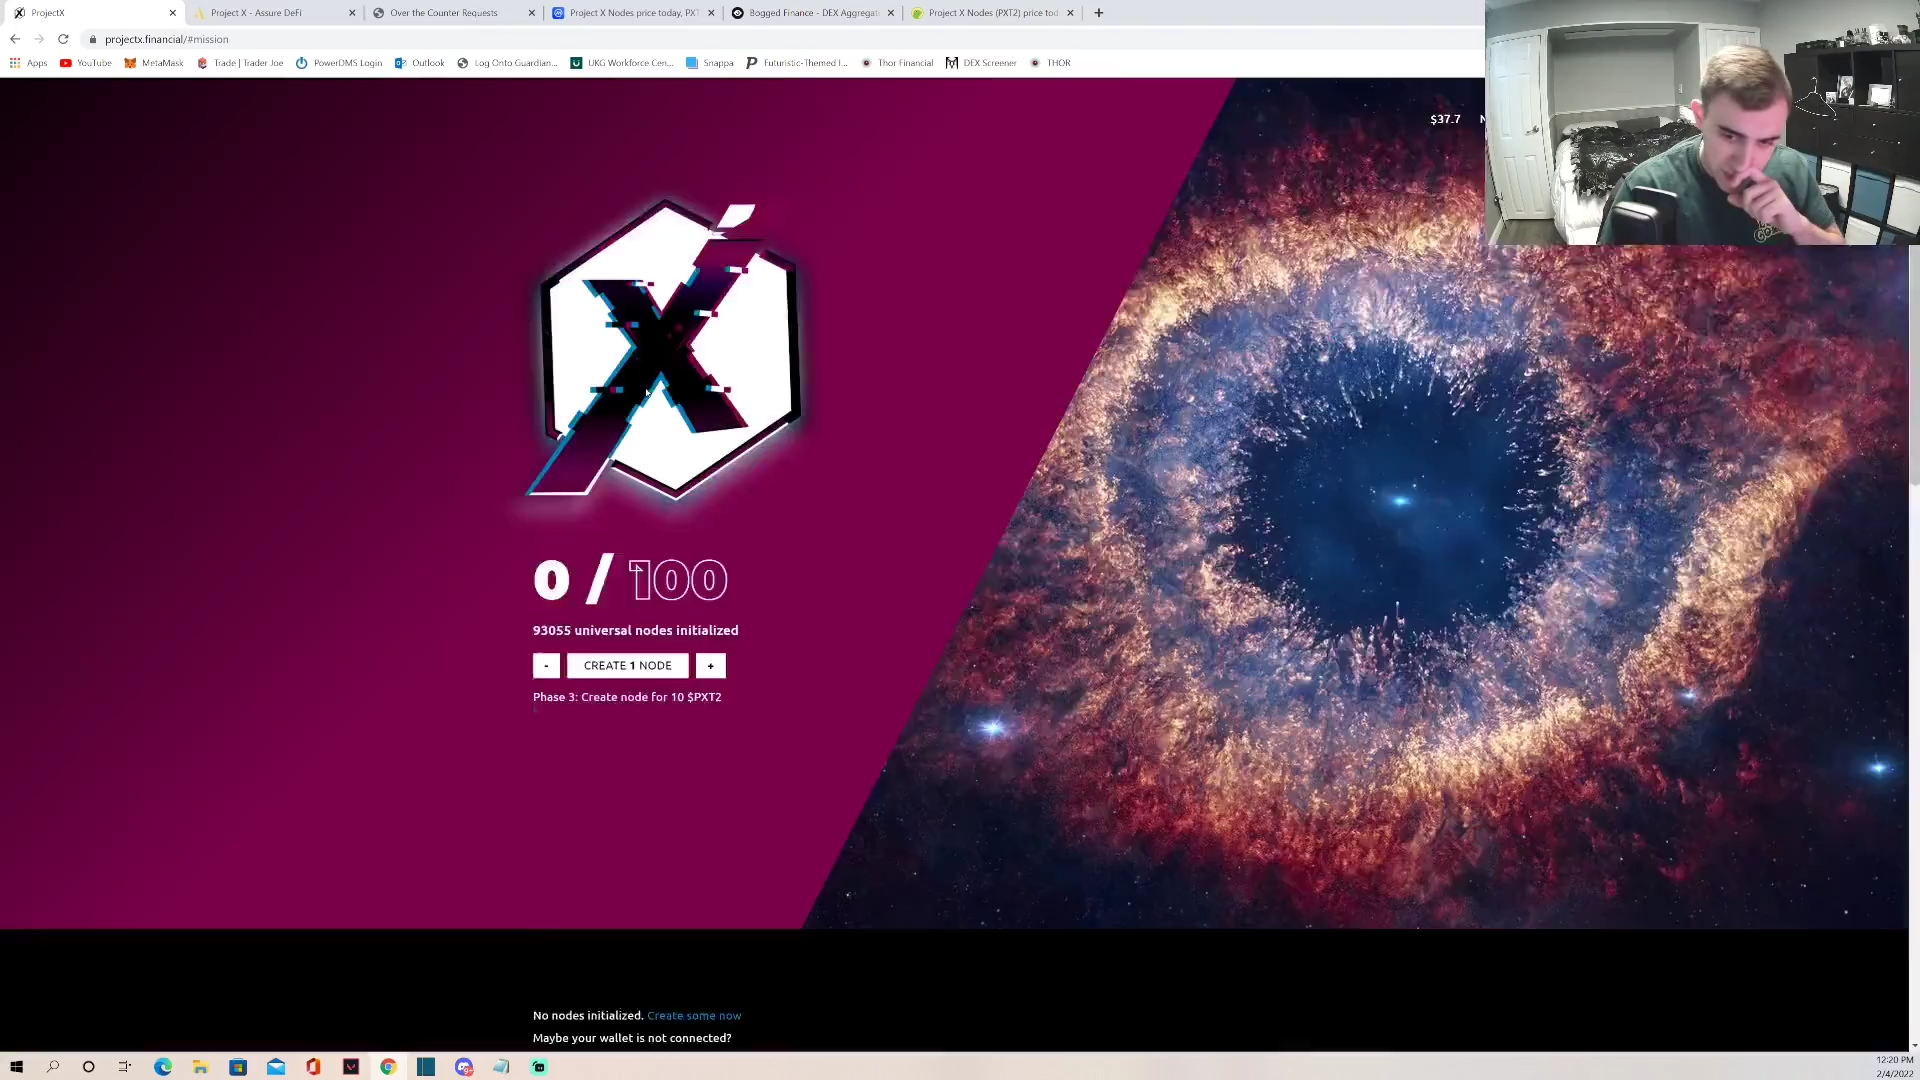 ProjectX
Project X - Assure DeFi
Over the Counter Requests
Project X Nodes price today, PXT
Bogged Finance - DEX Aggregat
Project X Nodes (PXT2) price tod
projectx.financial/#mission
Apps
YouTube
MetaMask
Trade | Trader Joe
PowerDMS Login
Outlook
Log Onto Guardian...
UKG Workforce Cen...
Snappa
Futuristic-Themed I...
Thor Financial
DEX Screener
THOR
$37.7
X
0 / 100
93055 universal nodes initialized
- CREATE 1 NODE +
Phase 3: Create node for 10 $PXT2
No nodes initialized. Create some now
Maybe your wallet is not connected?
12:20 PM
2/4/2022